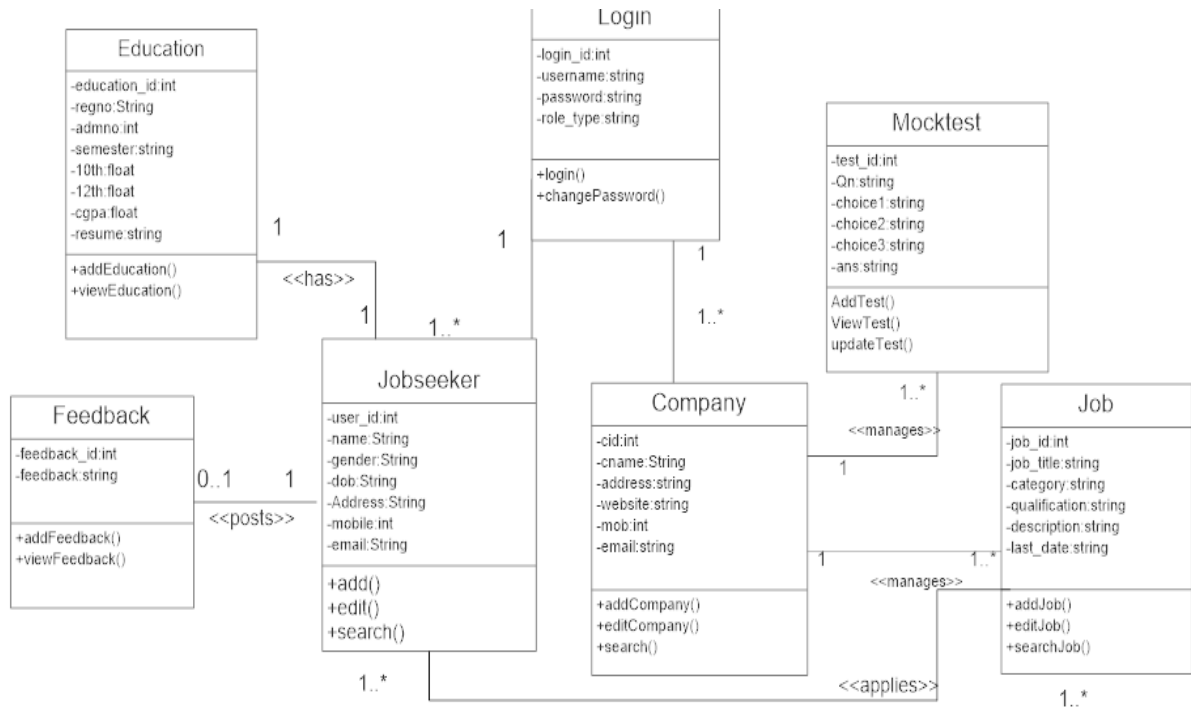 Education
-education_id:int
-regno:String
-admno:int
-semester:string
-10th:float
-12th:float
-cgpa:float
-resume:string
+addEducation()
+viewEducation()
1
<<has>>
1
Login
-login_id:int
-username:string
-password:string
-role_type:string
+login()
+changePassword()
1
1..*
1
1..*
Mocktest
-test_id:int
-Qn:string
-choice1:string
-choice2:string
-choice3:string
-ans:string
AddTest()
ViewTest()
updateTest()
1..*
<<manages>>
1
Feedback
-feedback_id:int
-feedback:string
+addFeedback()
+viewFeedback()
0..1
1
<<posts>>
Jobseeker
-user_id:int
-name:String
-gender:String
-dob:String
-Address:String
-mobile:int
-email:String
+add()
+edit()
+search()
1..*
Company
-cid:int
-cname:String
-address:string
-website:string
-mob:int
-email:string
+addCompany()
+editCompany()
+search()
1
1..*
<<manages>>
Job
-job_id:int
-job_title:string
-category:string
-qualification:string
-description:string
-last_date:string
+addJob()
+editJob()
+searchJob()
<<applies>>
1..*